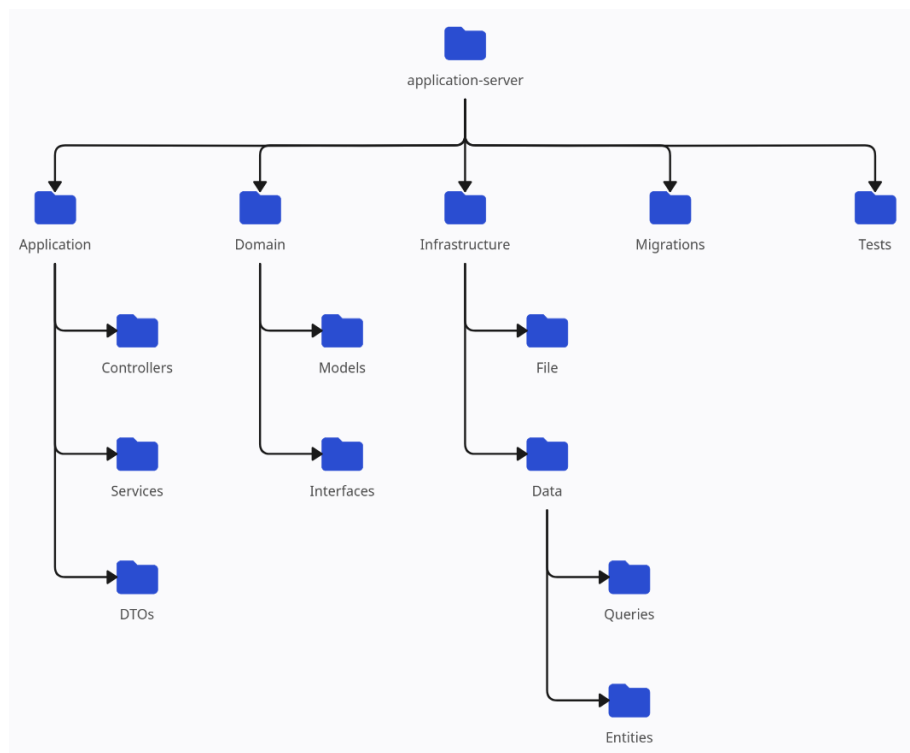 application-server
Application
Domain
Infrastructure
Migrations
Tests
Controllers
Models
File
Services
Interfaces
Data
DTOs
Queries
Entities